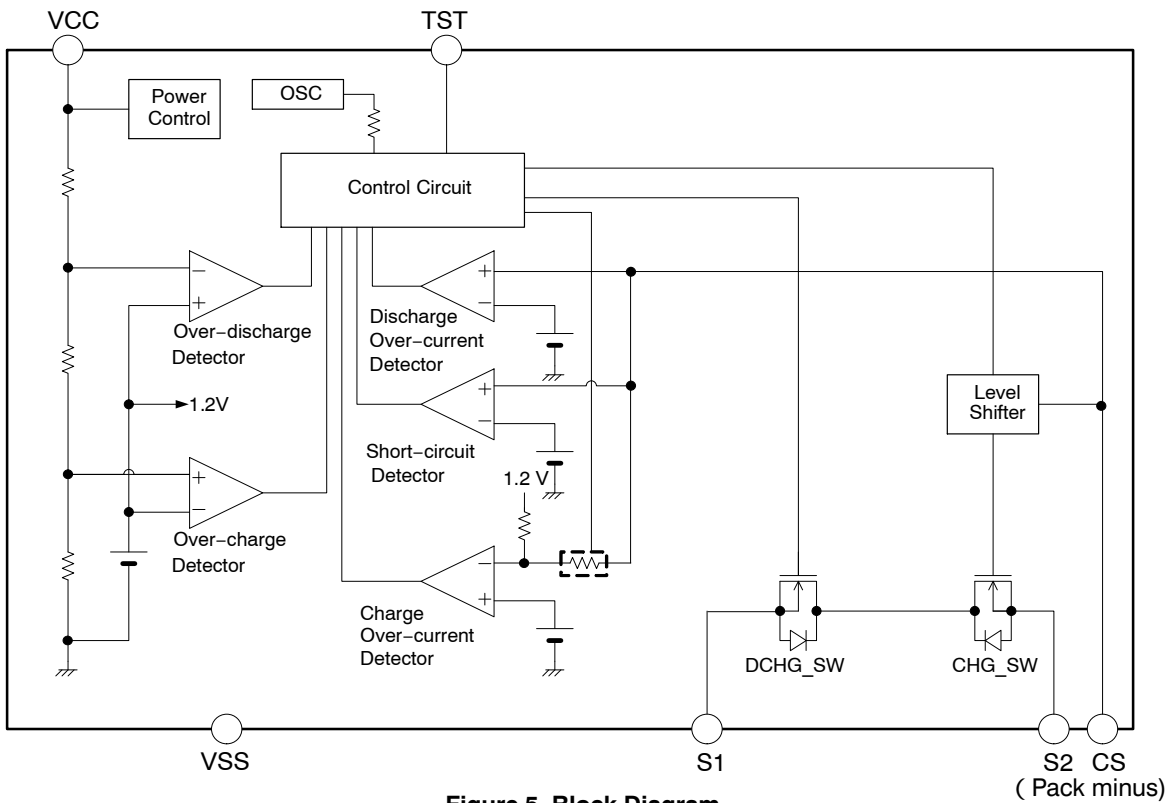 VCC
TST
Power
Control
OSC
Control Circuit
−
+
Over−discharge
Detector
1.2V
+
−
Over−charge
Detector
+
−
Discharge
Over−current
Detector
+
−
Short−circuit
Detector
1.2 V
−
+
Charge
Over−current
Detector
Level
Shifter
DCHG_SW
CHG_SW
VSS
S1
S2 CS
( Pack minus)
Figure 5. Block Diagram